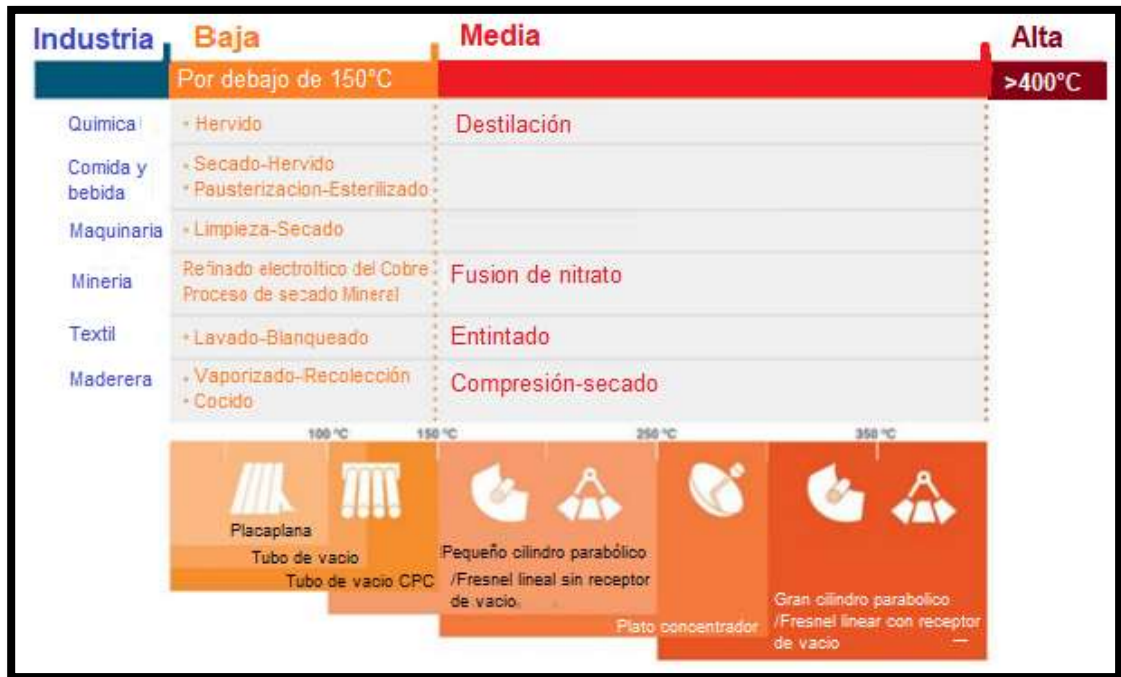 Industria Baja Media Alta
Por debajo de 150°C >400°C
Quimica • Hervido Destilación
Comida y
bebida
• Secado-Hervido
• Pausterizacion-Esterilizado
Maquinaria • Limpieza-Secado
Mineria
Refinado electroltico del Cobre
Proceso de secado Mineral
Fusion de nitrato
Textil • Lavado-Blanqueado Entintado
Maderera
• Vaporizado-Recolección
• Cocido
Compresión-secado
100 °C 150 °C 250 °C 350 °C
Placaplana
Tubo de vacio
Tubo de vacio CPC
Pequeño cilindro parabólico
/Fresnel lineal sin receptor
de vacio
Plato concentrador
Gran cilindro parabolico
/Fresnel linear con receptor
de vacio